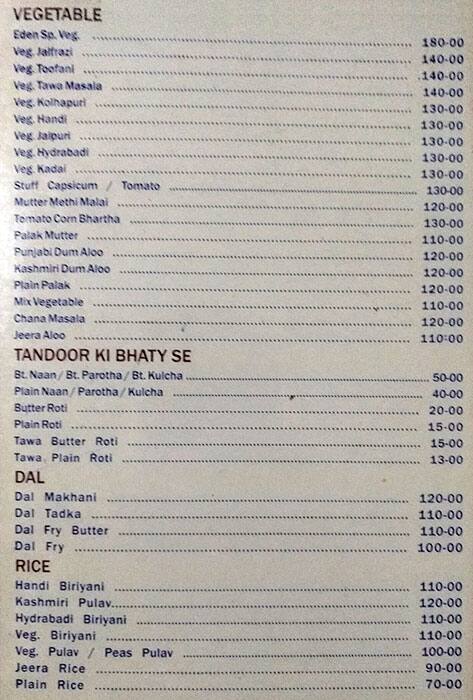 VEGETABLE
Eden Sp. Veg. 180-00
Veg. Jalfrazi 140-00
Veg. Toofani 140-00
Veg. Tawa Masala 140-00
Veg. Kolhapuri 130-00
Veg. Handi 130-00
Veg. Jaipuri 130-00
Veg. Hydrabadi 130-00
Veg. Kadai 130-00
Stuff Capsicum / Tomato 130-00
Mutter Methi Malai 120-00
Tomato Corn Bhartha 130-00
Palak Mutter 110-00
Punjabi Dum Aloo 120-00
Kashmiri Dum Aloo 120-00
Plain Palak 120-00
Mix Vegetable 110-00
Chana Masala 120-00
Jeera Aloo 110-00
TANDOOR KI BHATY SE
Bt. Naan / Bt. Parotha / Bt. Kulcha 50-00
Plain Naan / Parotha / Kulcha 40-00
Butter Roti 20-00
Plain Roti 15-00
Tawa Butter Roti 15-00
Tawa Plain Roti 13-00
DAL
Dal Makhani 120-00
Dal Tadka 110-00
Dal Fry Butter 110-00
Dal Fry 100-00
RICE
Handi Biriyani 110-00
Kashmiri Pulav 120-00
Hydrabadi Biriyani 110-00
Veg. Biriyani 110-00
Veg. Pulav / Peas Pulav 100-00
Jeera Rice 90-00
Plain Rice 70-00